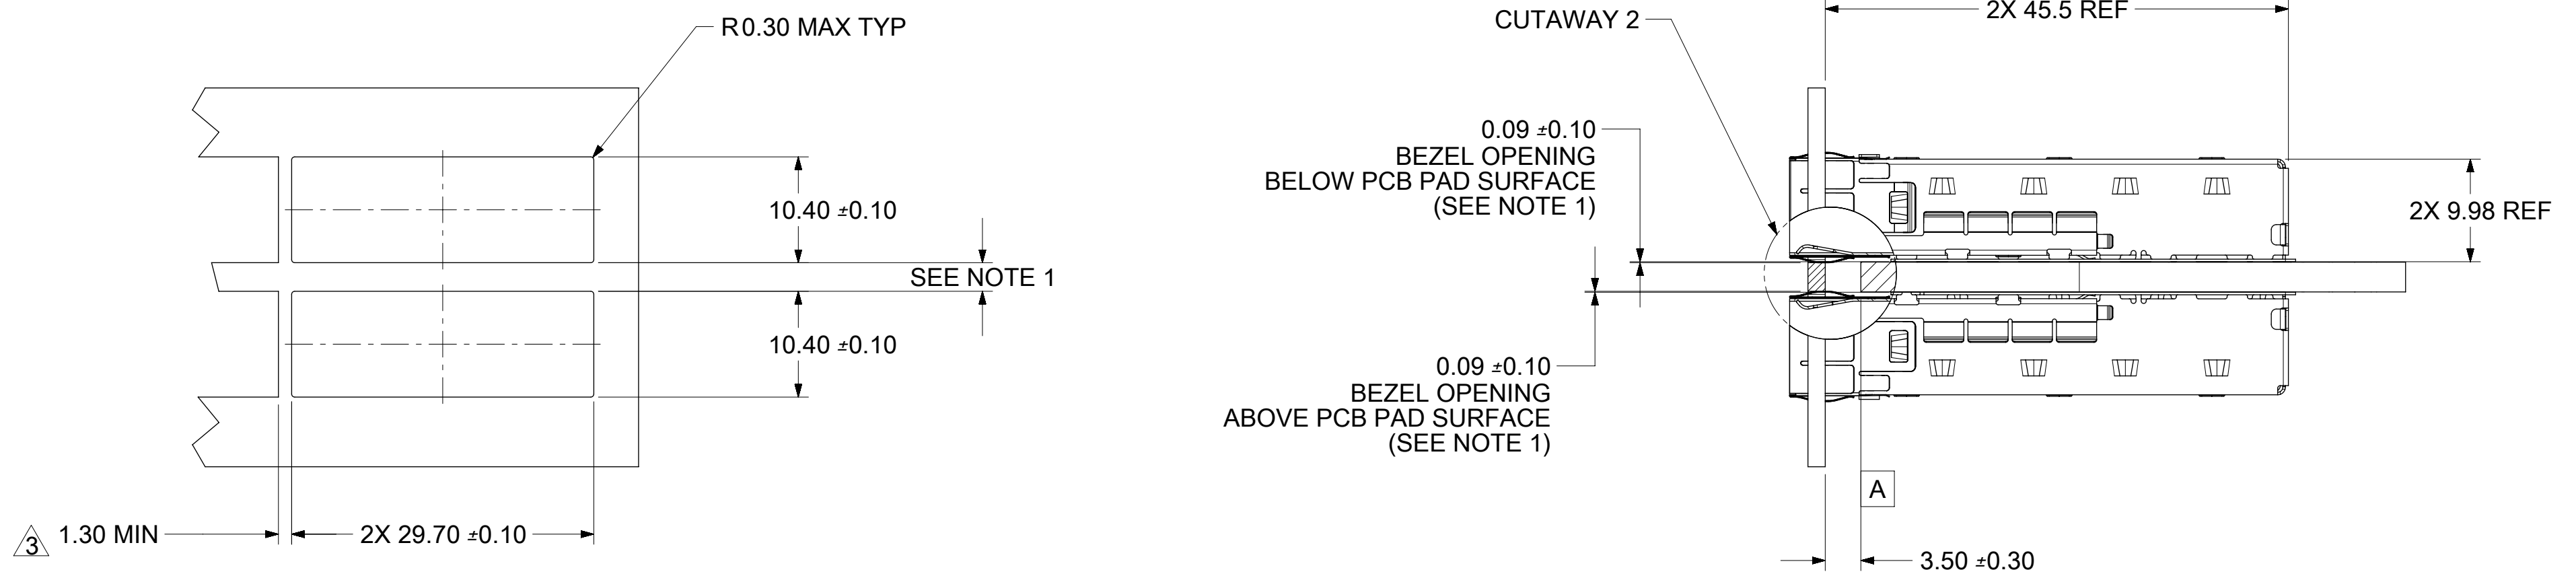 R0.30 MAX TYP
10.40 ±0.10
SEE NOTE 1
10.40 ±0.10
3
1.30 MIN
2X 29.70 ±0.10
CUTAWAY 2
2X 45.5 REF
0.09 ±0.10
BEZEL OPENING
BELOW PCB PAD SURFACE
(SEE NOTE 1)
2X 9.98 REF
0.09 ±0.10
BEZEL OPENING
ABOVE PCB PAD SURFACE
(SEE NOTE 1)
A
3.50 ±0.30